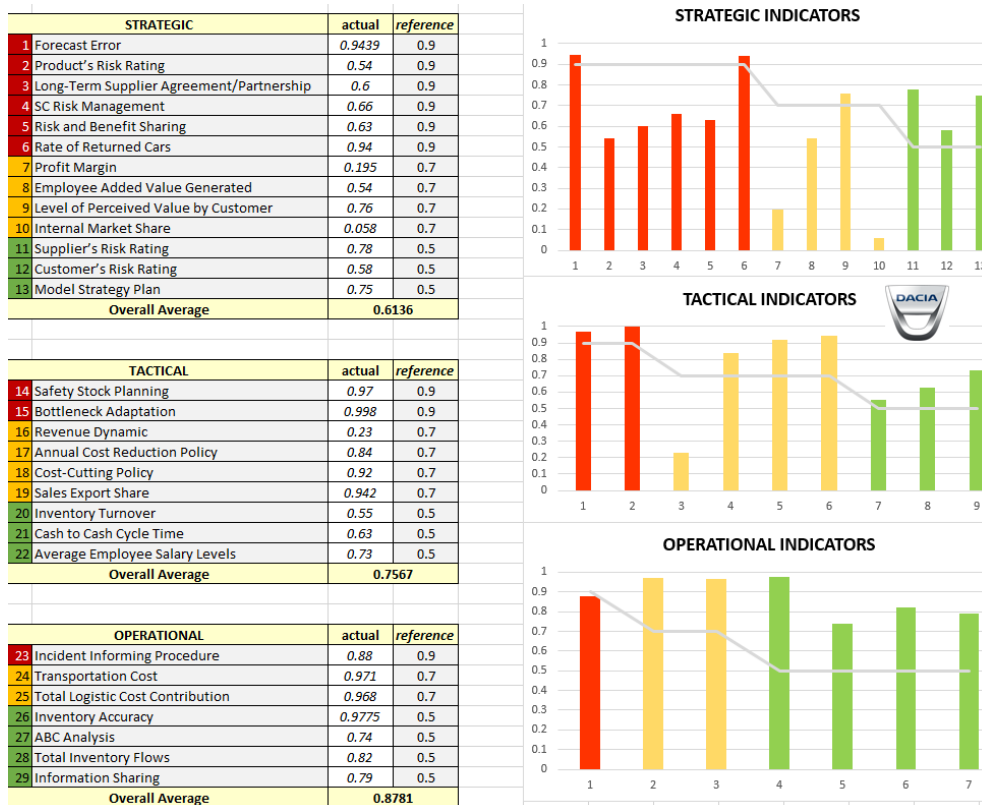 STRATEGIC actual reference
1 Forecast Error 0.9439 0.9
2 Product's Risk Rating 0.54 0.9
3 Long-Term Supplier Agreement/Partnership 0.6 0.9
4 SC Risk Management 0.66 0.9
5 Risk and Benefit Sharing 0.63 0.9
6 Rate of Returned Cars 0.94 0.9
7 Profit Margin 0.195 0.7
8 Employee Added Value Generated 0.54 0.7
9 Level of Perceived Value by Customer 0.76 0.7
10 Internal Market Share 0.058 0.7
11 Supplier's Risk Rating 0.78 0.5
12 Customer's Risk Rating 0.58 0.5
13 Model Strategy Plan 0.75 0.5
Overall Average 0.6136
TACTICAL actual reference
14 Safety Stock Planning 0.97 0.9
15 Bottleneck Adaptation 0.998 0.9
16 Revenue Dynamic 0.23 0.7
17 Annual Cost Reduction Policy 0.84 0.7
18 Cost-Cutting Policy 0.92 0.7
19 Sales Export Share 0.942 0.7
20 Inventory Turnover 0.55 0.5
21 Cash to Cash Cycle Time 0.63 0.5
22 Average Employee Salary Levels 0.73 0.5
Overall Average 0.7567
OPERATIONAL actual reference
23 Incident Informing Procedure 0.88 0.9
24 Transportation Cost 0.971 0.7
25 Total Logistic Cost Contribution 0.968 0.7
26 Inventory Accuracy 0.9775 0.5
27 ABC Analysis 0.74 0.5
28 Total Inventory Flows 0.82 0.5
29 Information Sharing 0.79 0.5
Overall Average 0.8781
STRATEGIC INDICATORS
1
0.9
0.8
0.7
0.6
0.5
0.4
0.3
0.2
0.1
0
1 2 3 4 5 6 7 8 9 10 11 12 13
TACTICAL INDICATORS
DACIA
1
0.9
0.8
0.7
0.6
0.5
0.4
0.3
0.2
0.1
0
1 2 3 4 5 6 7 8 9
OPERATIONAL INDICATORS
1
0.9
0.8
0.7
0.6
0.5
0.4
0.3
0.2
0.1
0
1 2 3 4 5 6 7